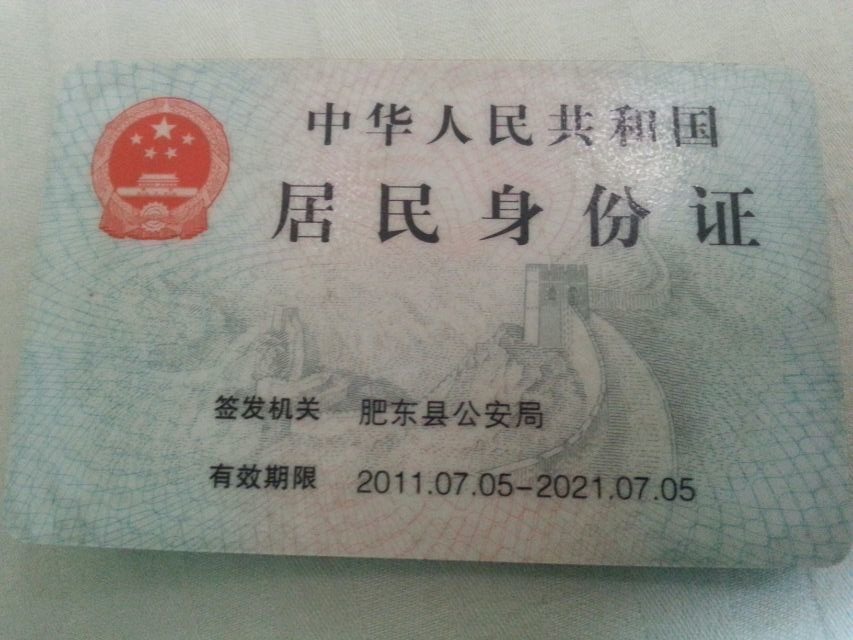 中华人民共和国
居民身份证
签发机关 肥东县公安局
有效期限 2011.07.05-2021.07.05